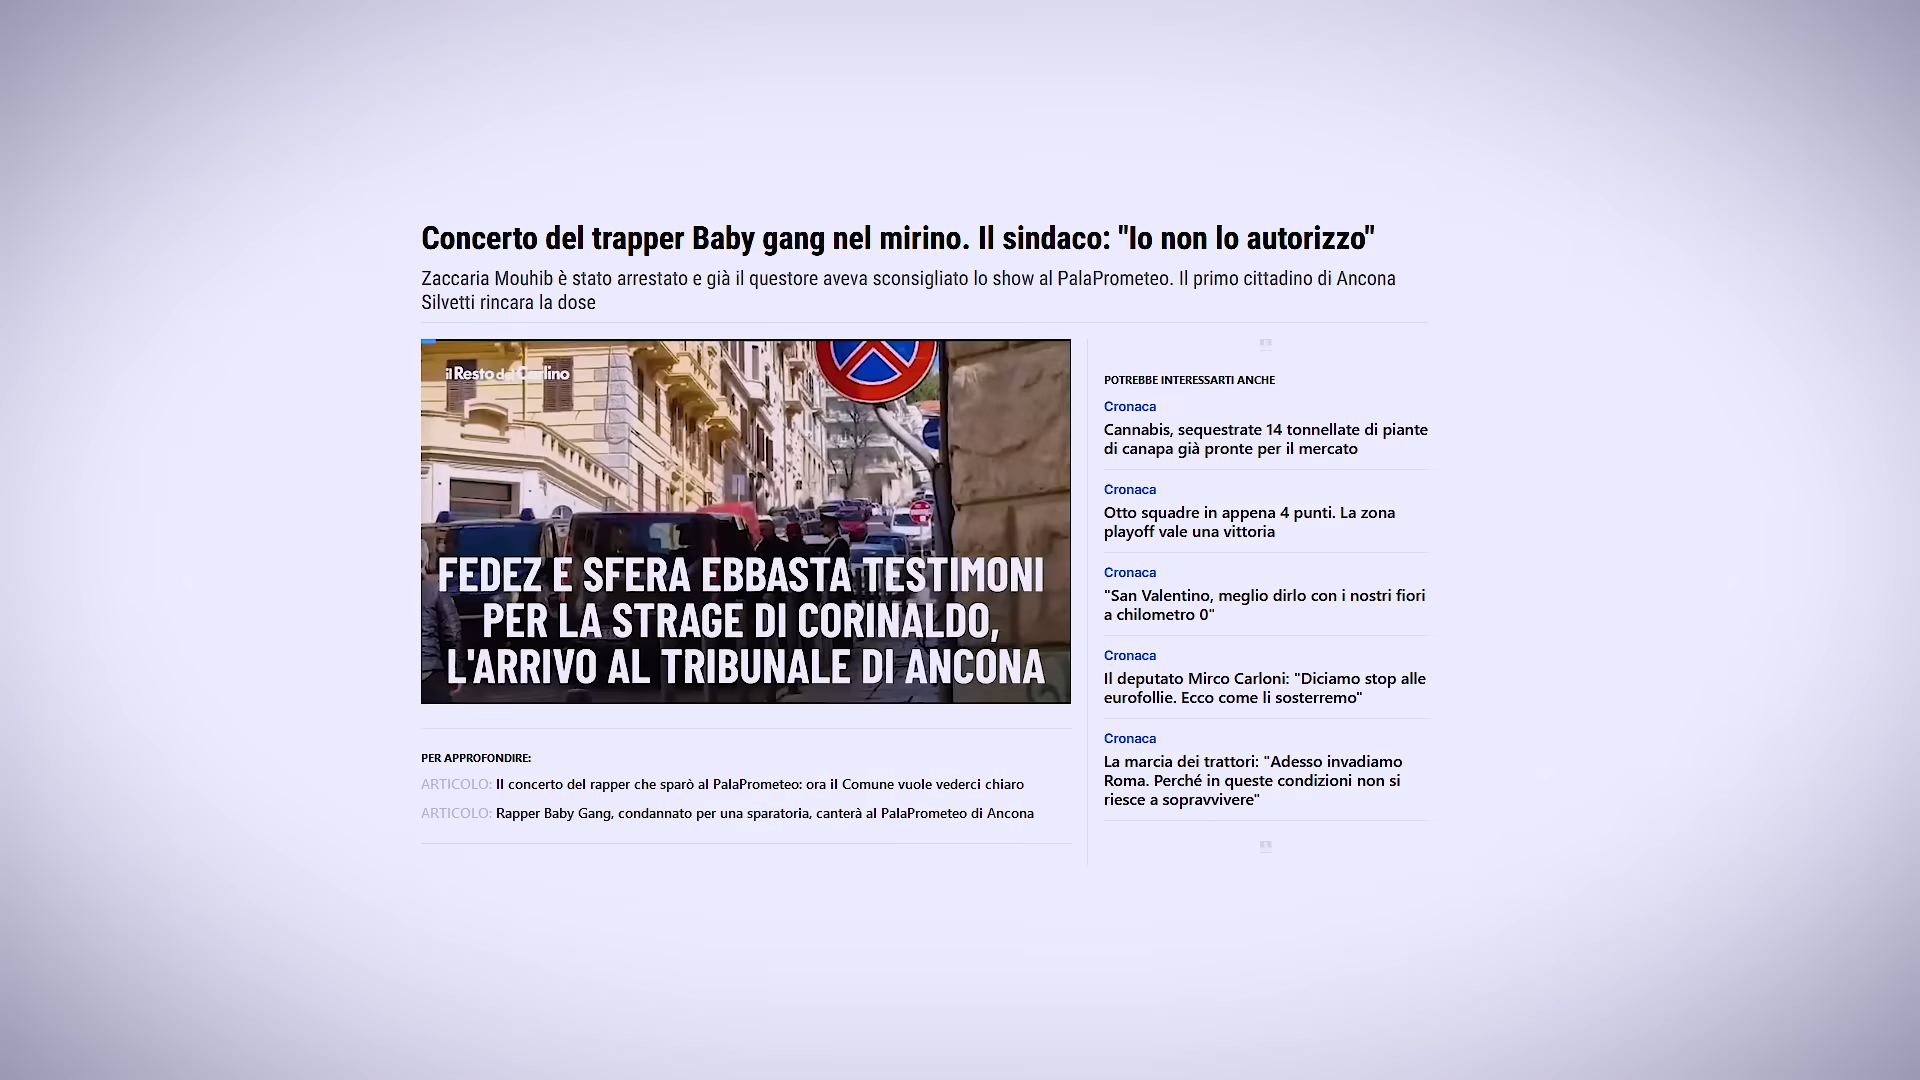 Concerto del trapper Baby gang nel mirino. Il sindaco: "Io non lo autorizzo"
Zaccaria Mouhib è stato arrestato e già il questore aveva sconsigliato lo show al PalaPrometeo. Il primo cittadino di Ancona
Silvetti rincara la dose
il Resto del Carlino
FEDEZ E SFERA EBBASTA TESTIMONI
PER LA STRAGE DI CORINALDO,
L'ARRIVO AL TRIBUNALE DI ANCONA
PER APPROFONDIRE:
ARTICOLO: Il concerto del rapper che sparò al PalaPrometeo: ora il Comune vuole vederci chiaro
ARTICOLO: Rapper Baby Gang, condannato per una sparatoria, canterà al PalaPrometeo di Ancona
POTREBBE INTERESSARTI ANCHE
Cronaca
Cannabis, sequestrate 14 tonnellate di piante
di canapa già pronte per il mercato
Cronaca
Otto squadre in appena 4 punti. La zona
playoff vale una vittoria
Cronaca
"San Valentino, meglio dirlo con i nostri fiori
a chilometro 0"
Cronaca
Il deputato Mirco Carloni: "Diciamo stop alle
eurofollie. Ecco come li sosterremo"
Cronaca
La marcia dei trattori: "Adesso invadiamo
Roma. Perché in queste condizioni non si
riesce a sopravvivere"